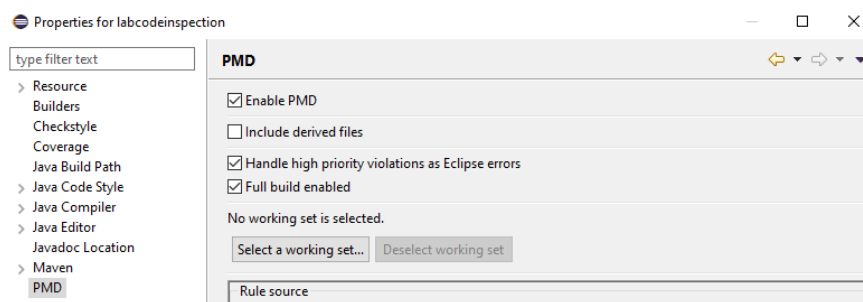 Properties for labcodeinspection
type filter text
Resource
Builders
Checkstyle
Coverage
Java Build Path
Java Code Style
Java Compiler
Java Editor
Javadoc Location
Maven
PMD
PMD
Enable PMD
Include derived files
Handle high priority violations as Eclipse errors
Full build enabled
No working set is selected.
Select a working set... Deselect working set
Rule source